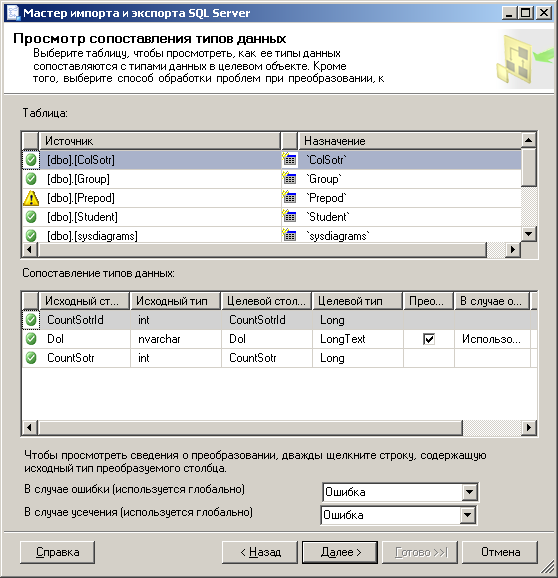 Мастер импорта и экспорта SQL Server
Просмотр сопоставления типов данных
Выберите таблицу, чтобы просмотреть, как ее типы данных
сопоставляются с типами данных в целевом объекте. Кроме
того, выберите способ обработки проблем при преобразовании, к
Таблица:
Источник Назначение
[dbo].[ColSotr] `ColSotr`
[dbo].[Group] `Group`
[dbo].[Prepod] `Prepod`
[dbo].[Student] `Student`
[dbo].[sysdiagrams] `sysdiagrams`
Сопоставление типов данных:
Исходный ст... Исходный тип Целевой стол... Целевой тип Прео... В случае о...
CountSotrId int CountSotrId Long
Dol nvarchar Dol LongText Использо...
CountSotr int CountSotr Long
Чтобы просмотреть сведения о преобразовании, дважды щелкните строку, содержащую
исходный тип преобразуемого столбца.
В случае ошибки (используется глобально) Ошибка
В случае усечения (используется глобально) Ошибка
Справка < Назад Далее > Готово >>| Отмена